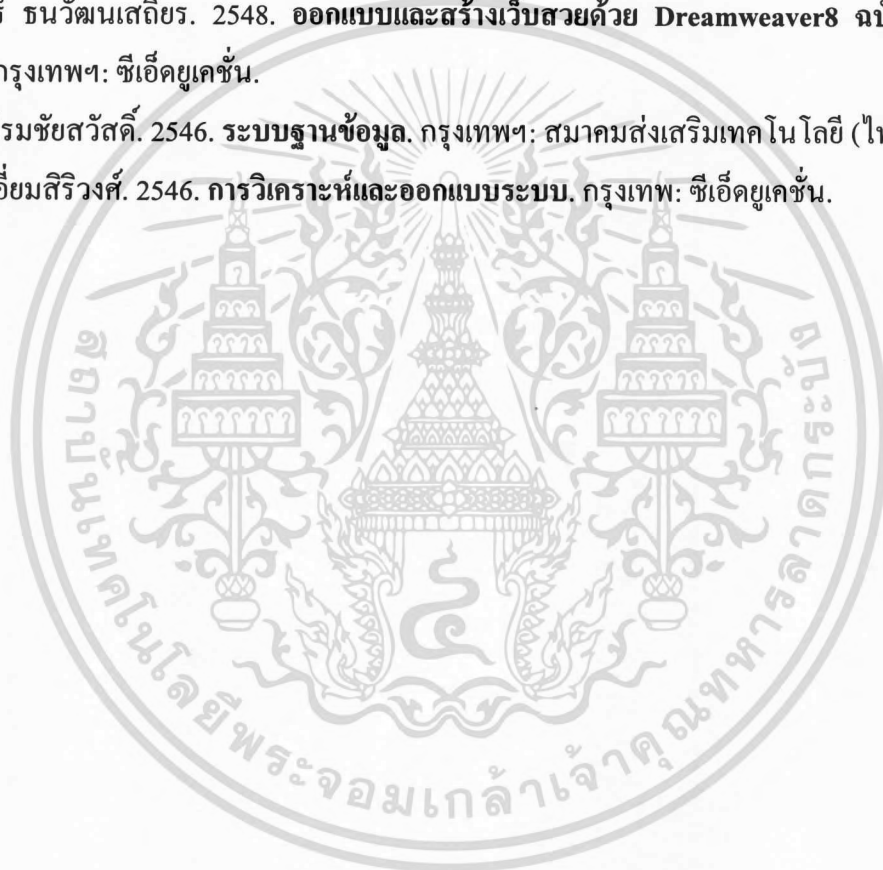 ธนวัฒนเสถียร. 2548. ออกแบบและสร้างเว็บสวยด้วย Dreamweaver8
กรุงเทพฯ: ซีเอ็ดยูเคชั่น.
รมชัยสวัสดิ์. 2546. ระบบฐานข้อมูล. กรุงเทพฯ: สมาคมส่งเสริมเทคโนโลยี
อี่ยมสิริวงศ์. 2546. การวิเคราะห์และออกแบบระบบ. กรุงเทพ: ซีเอ็ดยูเคชั่น.
สถาบันเทคโนโลยีพระจอมเกล้าเจ้าคุณทหารลาดกระบัง